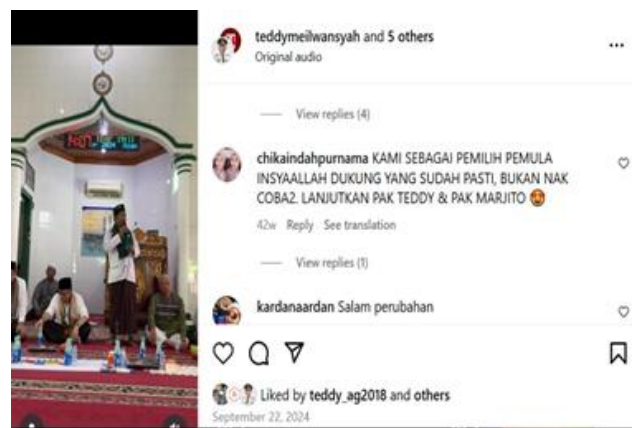 teddymeilwansyah and 5 others
Original audio
View replies (4)
chikaindahpurnama KAMI SEBAGAI PEMILIH PEMULA
INSYAALLAH DUKUNG YANG SUDAH PASTI, BUKAN NAK
COBA2. LANJUTKAN PAK TEDDY & PAK MARJITO
42w Reply See translation
View replies (1)
kardanaardan Salam perubahan
Liked by teddy_ag2018 and others
September 22, 2024